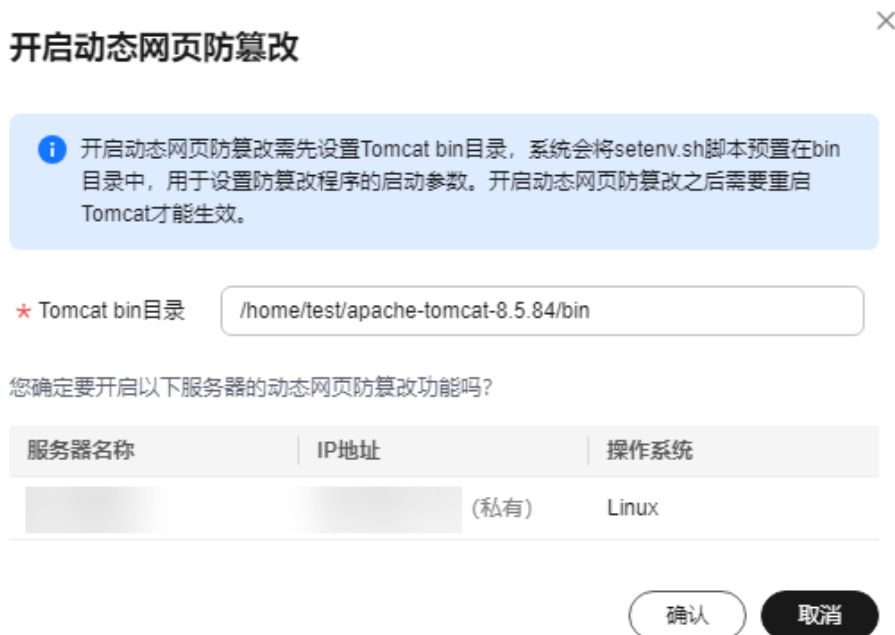 开启动态网页防篡改
开启动态网页防篡改需先设置Tomcat bin目录，系统会将setenv.sh脚本预置在bin
目录中，用于设置防篡改程序的启动参数。开启动态网页防篡改之后需要重启
Tomcat才能生效。
* Tomcat bin目录 /home/test/apache-tomcat-8.5.84/bin
您确定要开启以下服务器的动态网页防篡改功能吗?
服务器名称 IP地址 操作系统
(私有) Linux
确认 取消